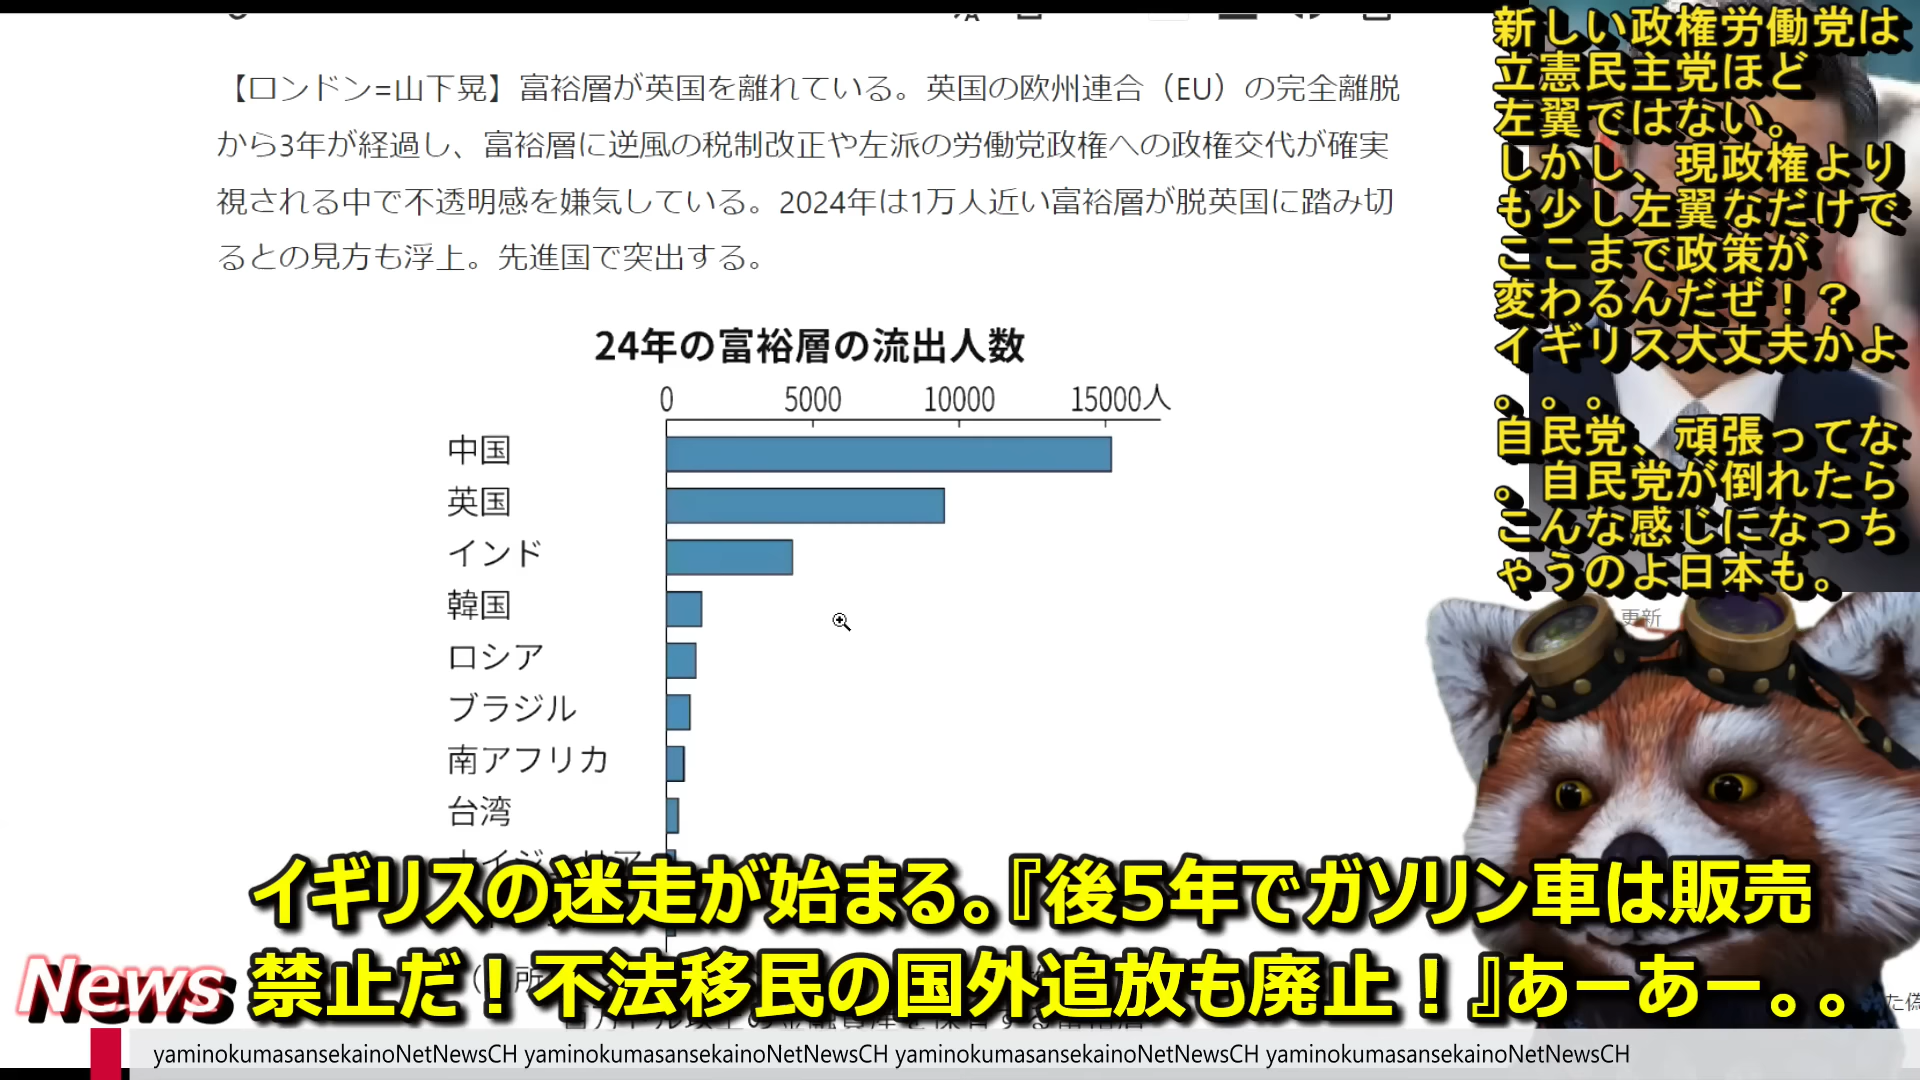 【ロンドン=山下晃】富裕層が英国を離れている。英国の欧州連合（EU）の完全離脱
から3年が経過し、富裕層に逆風の税制改正や左派の労働党政権への政権交代が確実
視される中で不透明感を嫌気している。2024年は1万人近い富裕層が脱英国に踏み切
るとの見方も浮上。先進国で突出する。
24年の富裕層の流出人数
0 5000 10000 15000人
中国
英国
インド
韓国
ロシア
ブラジル
南アフリカ
台湾
新しい政権労働党は
立憲民主党ほど
左翼ではない。
しかし、現政権より
も少し左翼なだけで
ここまで政策が
変わるんだぜ！？
イギリス大丈夫かよ
。。。
自民党、頑張ってな
。自民党が倒れたら
こんな感じになっち
ゃうのよ日本も。
更新
イギリスの迷走が始まる。『後5年でガソリン車は販売
禁止だ！不法移民の国外追放も廃止！』あーあー。。
News
yaminokumasansekainoNetNewsCH yaminokumasansekainoNetNewsCH yaminokumasansekainoNetNewsCH yaminokumasansekainoNetNewsCH